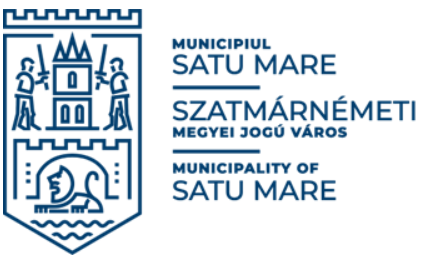 MUNICIPIUL
SATU MARE
SZATMÁRNÉMETI
MEGYEI JOGÚ VÁROS
MUNICIPALITY OF
SATU MARE